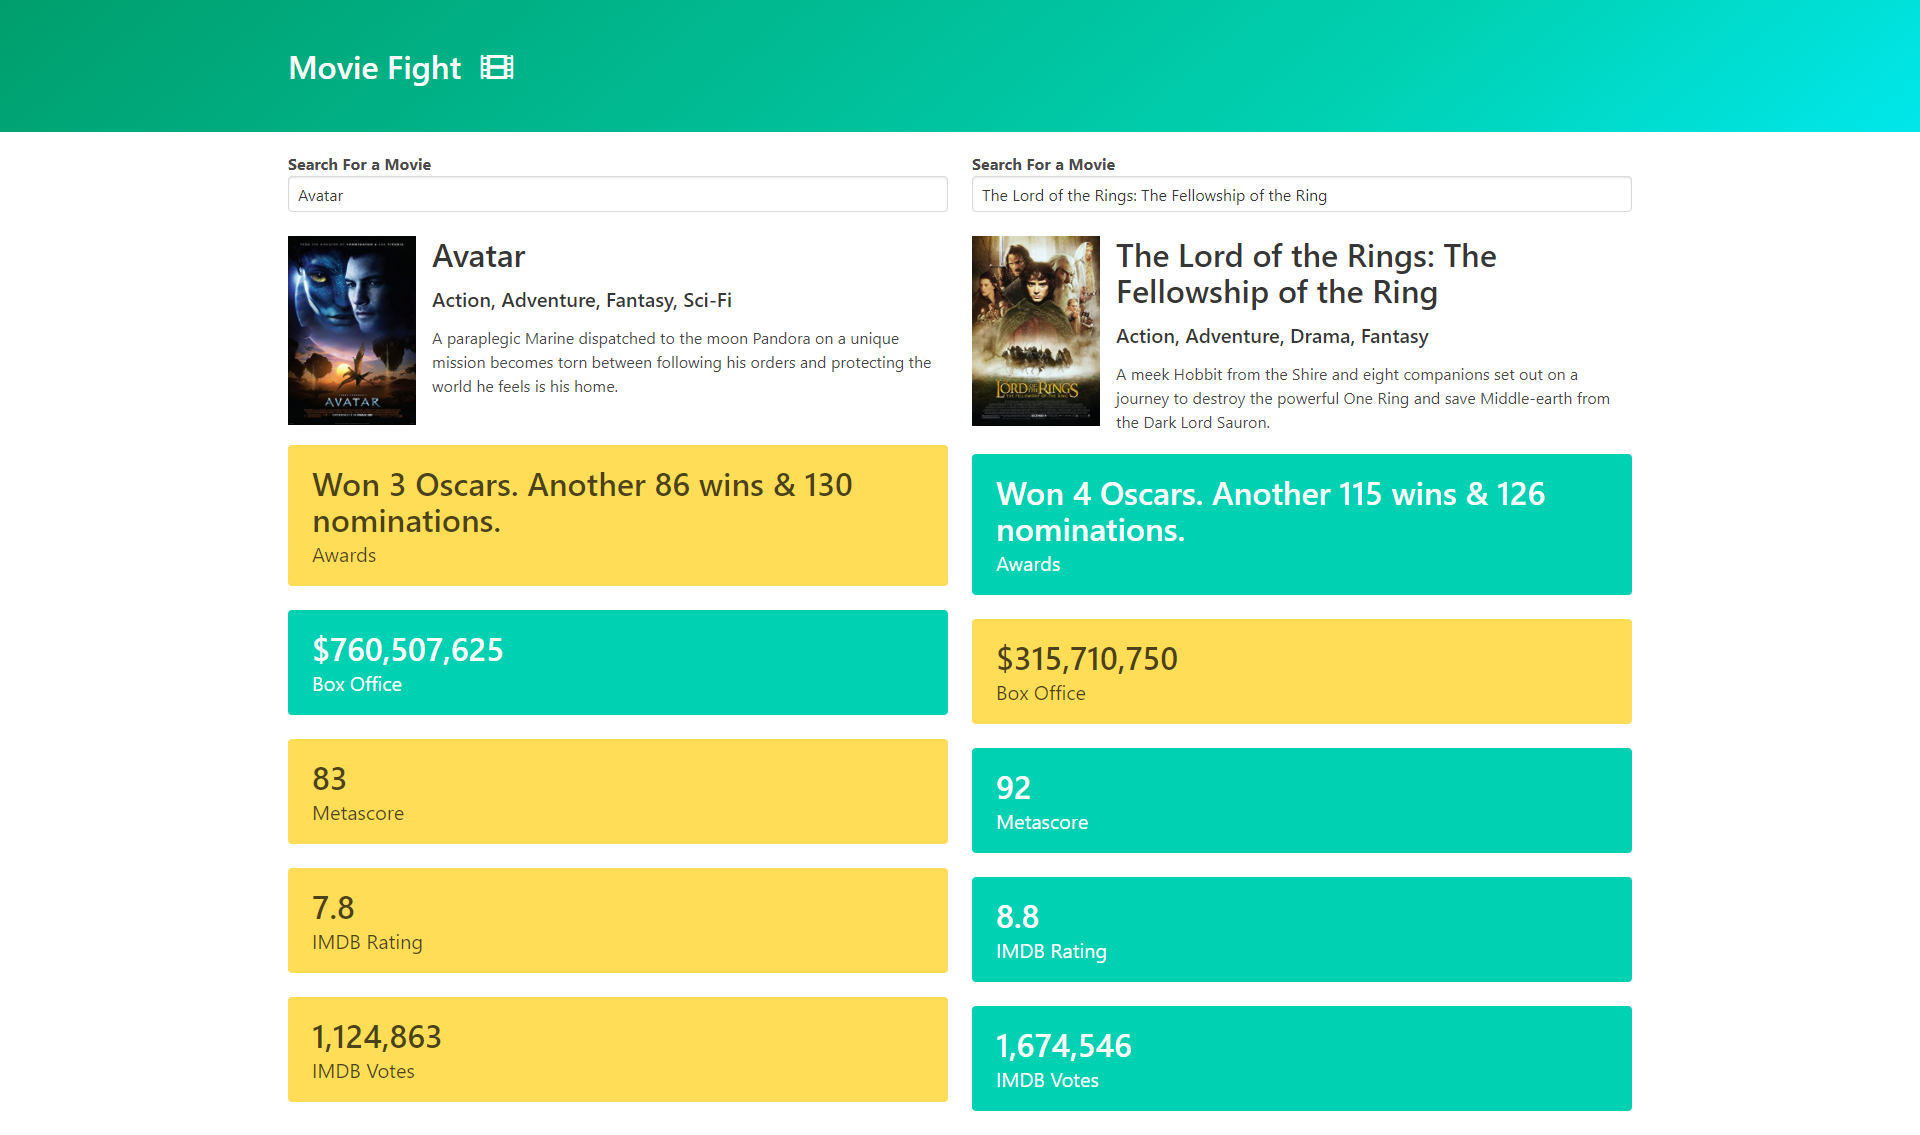 Movie Fight
Search For a Movie
Avatar
AVATAR
Avatar
Action, Adventure, Fantasy, Sci-Fi
A paraplegic Marine dispatched to the moon Pandora on a unique
mission becomes torn between following his orders and protecting the
world he feels is his home.
Won 3 Oscars. Another 86 wins & 130
nominations.
Awards
$760,507,625
Box Office
83
Metascore
7.8
IMDB Rating
1,124,863
IMDB Votes
Search For a Movie
The Lord of the Rings: The Fellowship of the Ring
THE LORD OF THE RINGS
THE FELLOWSHIP OF THE RING
The Lord of the Rings: The
Fellowship of the Ring
Action, Adventure, Drama, Fantasy
A meek Hobbit from the Shire and eight companions set out on a
journey to destroy the powerful One Ring and save Middle-earth from
the Dark Lord Sauron.
Won 4 Oscars. Another 115 wins & 126
nominations.
Awards
$315,710,750
Box Office
92
Metascore
8.8
IMDB Rating
1,674,546
IMDB Votes